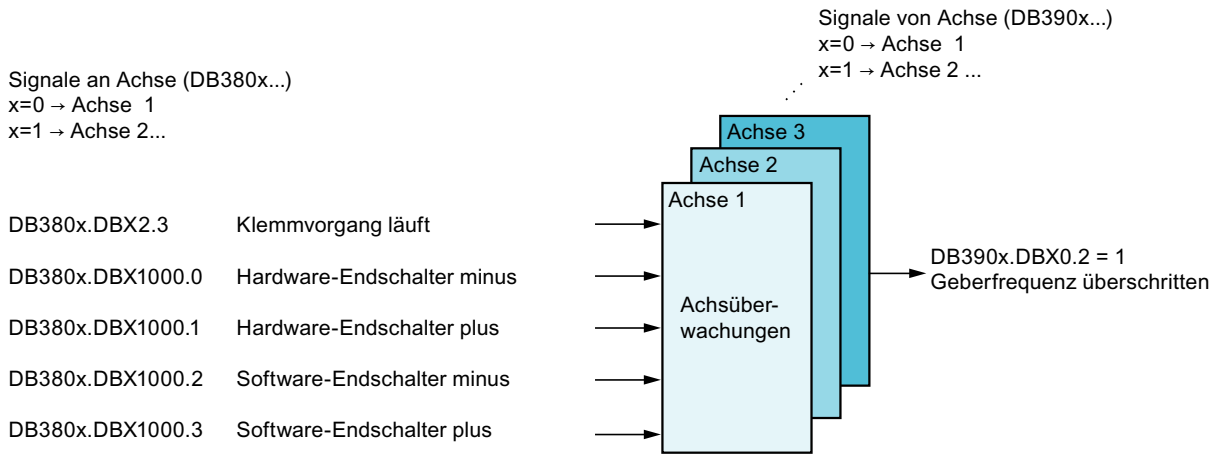 Signale von Achse (DB390x...)
x=0 → Achse 1
x=1 → Achse 2 ...
Signale an Achse (DB380x...)
x=0 → Achse 1
x=1 → Achse 2...
Achse 3
Achse 2
Achse 1
DB380x.DBX2.3 Klemmvorgang läuft
DB380x.DBX1000.0 Hardware-Endschalter minus
DB380x.DBX1000.1 Hardware-Endschalter plus
DB380x.DBX1000.2 Software-Endschalter minus
DB380x.DBX1000.3 Software-Endschalter plus
Achsüber-
wachungen
DB390x.DBX0.2 = 1
Geberfrequenz überschritten